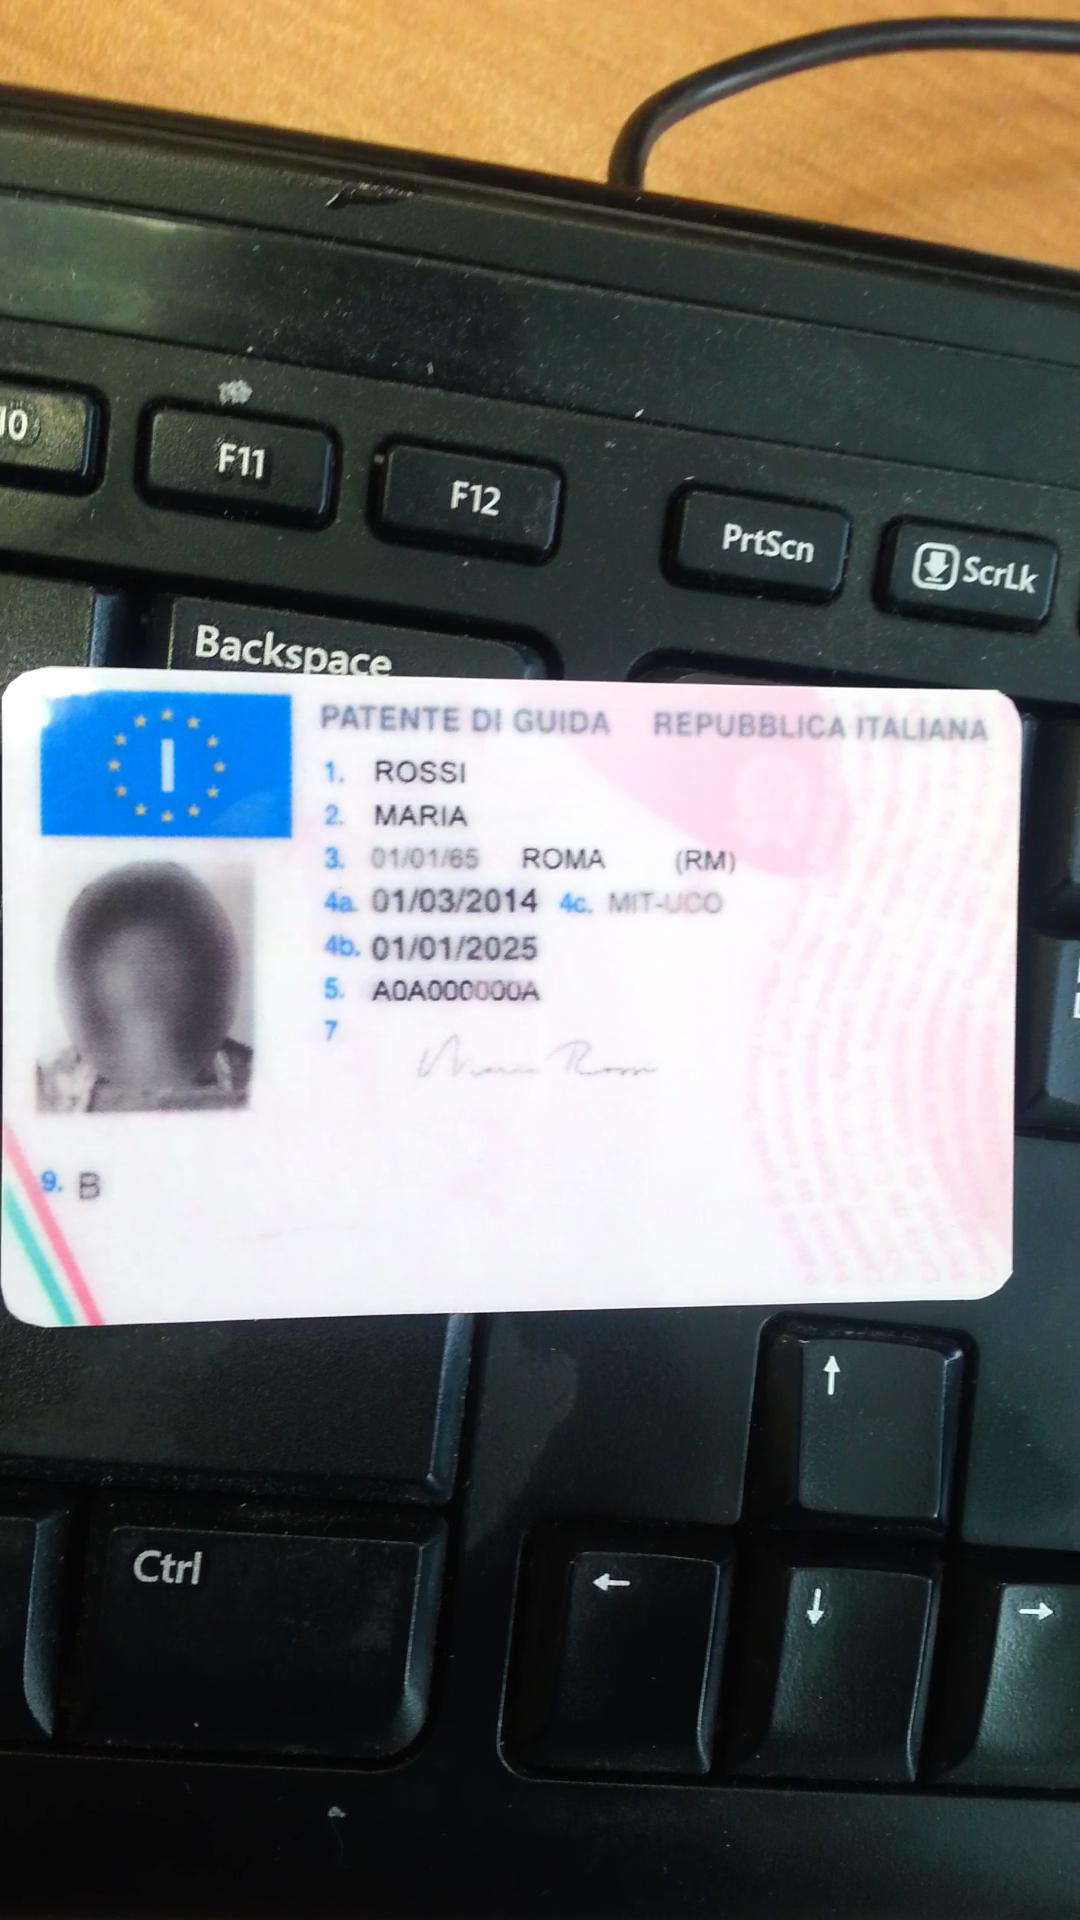 F11
F12
PrtScn
ScrLk
Backspace
I
PATENTE DI GUIDA REPUBBLICA ITALIANA
1. ROSSI
2. MARIA
3. 01/01/65 ROMA (RM)
4a. 01/03/2014 4c. MIT-UCO
4b. 01/01/2025
5. A0A000000A
7
Maria Rossi
9. B
↑
Ctrl
← ↓ →